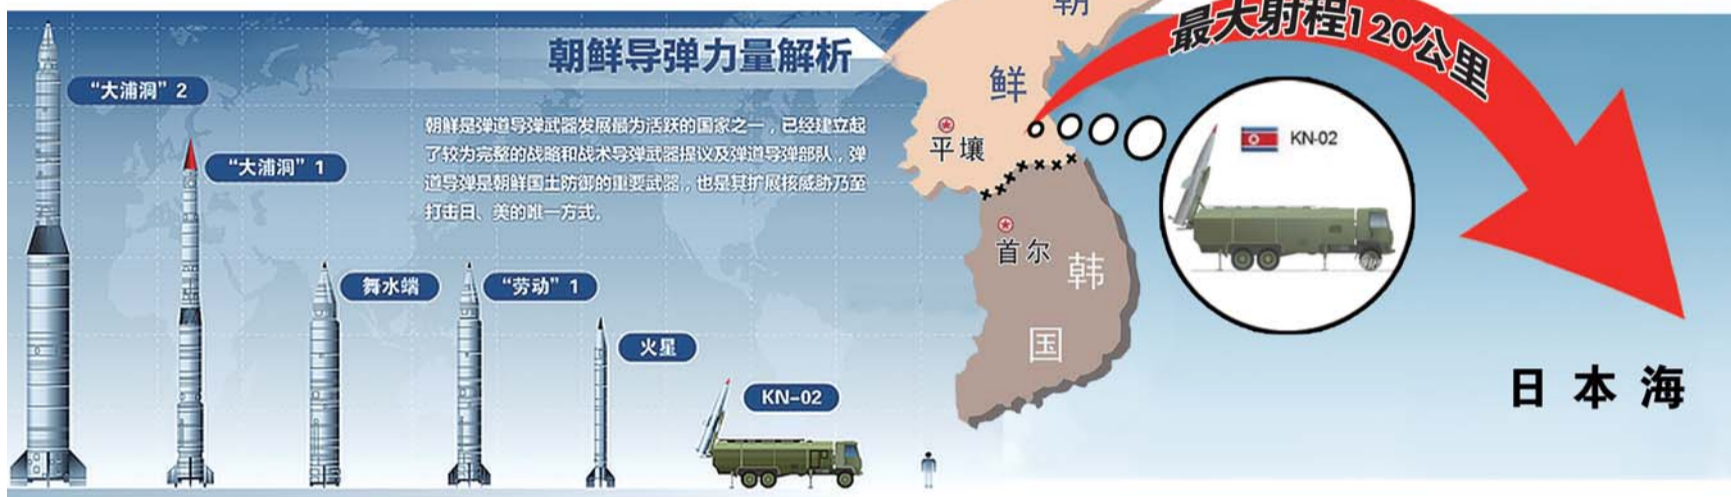 朝鲜导弹力量解析
朝鲜是弹道导弹武器发展最为活跃的国家之一，已经建立起
了较为完整的战略和战术导弹武器提议及弹道导弹部队，弹
道导弹是朝鲜国土防御的重要武器，也是其扩展核威胁乃至
打击日、美的唯一方式。
“大浦洞”2
“大浦洞”1
舞水端
“劳动”1
火星
KN-02
朝
鲜
平壤
首尔
韩
国
最大射程120公里
KN-02
日本海